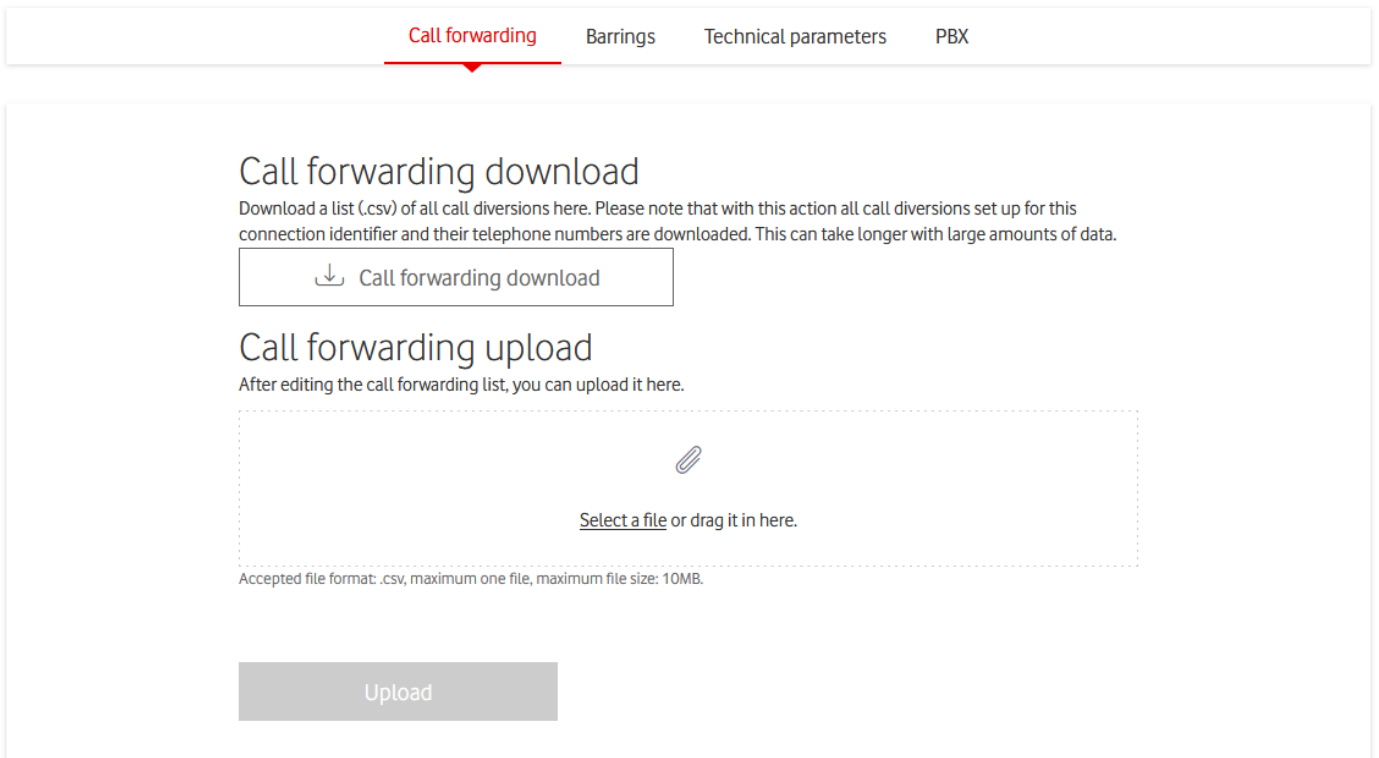 Call forwarding Barrings Technical parameters PBX
Call forwarding download
Download a list (.csv) of all call diversions here. Please note that with this action all call diversions set up for this
connection identifier and their telephone numbers are downloaded. This can take longer with large amounts of data.
Call forwarding download
Call forwarding upload
After editing the call forwarding list, you can upload it here.
Select a file or drag it in here.
Accepted file format: .csv, maximum one file, maximum file size: 10MB.
Upload